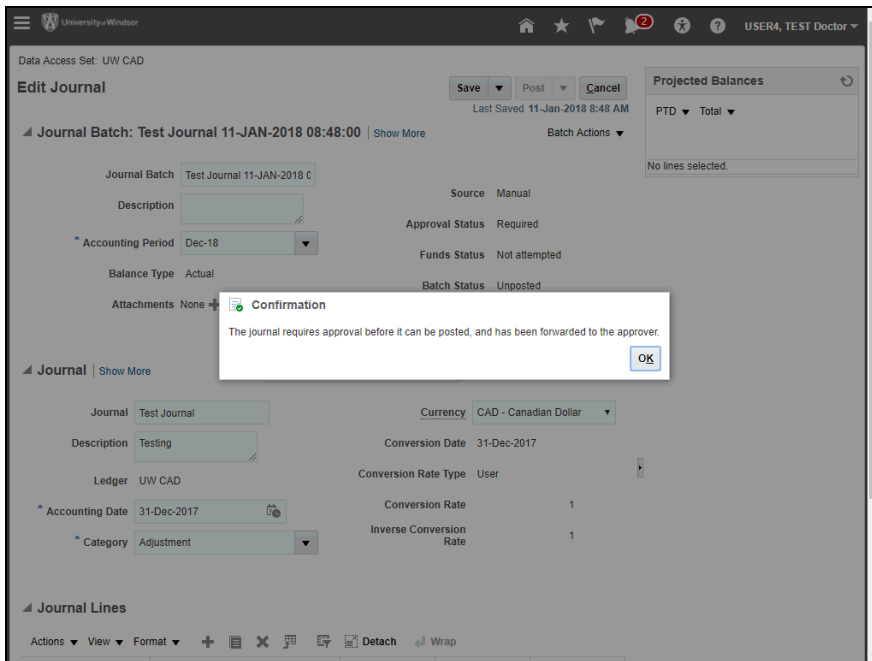 University of Windsor
2
USER4, TEST Doctor
Data Access Set: UW CAD
Edit Journal
Save Post Cancel
Last Saved 11-Jan-2018 8:48 AM
Projected Balances
PTD Total
No lines selected.
Journal Batch: Test Journal 11-JAN-2018 08:48:00 Show More
Batch Actions
Journal Batch Test Journal 11-JAN-2018 0
Description
* Accounting Period Dec-18
Balance Type Actual
Attachments None
Source Manual
Approval Status Required
Funds Status Not attempted
Batch Status Unposted
Confirmation
The journal requires approval before it can be posted, and has been forwarded to the approver.
OK
Journal Show More
Journal Test Journal
Description Testing
Ledger UW CAD
* Accounting Date 31-Dec-2017
* Category Adjustment
Currency CAD - Canadian Dollar
Conversion Date 31-Dec-2017
Conversion Rate Type User
Conversion Rate 1
Inverse Conversion
Rate 1
Journal Lines
Actions View Format Detach Wrap